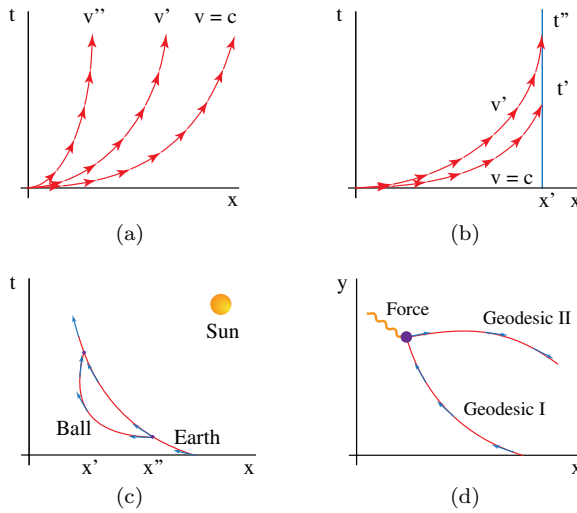 t
v''
v'
v = c
x
(a)
t
t''
t'
v'
v = c
x'
x
(b)
t
Sun
Ball
Earth
x'
x''
x
(c)
y
Force
Geodesic II
Geodesic I
x
(d)